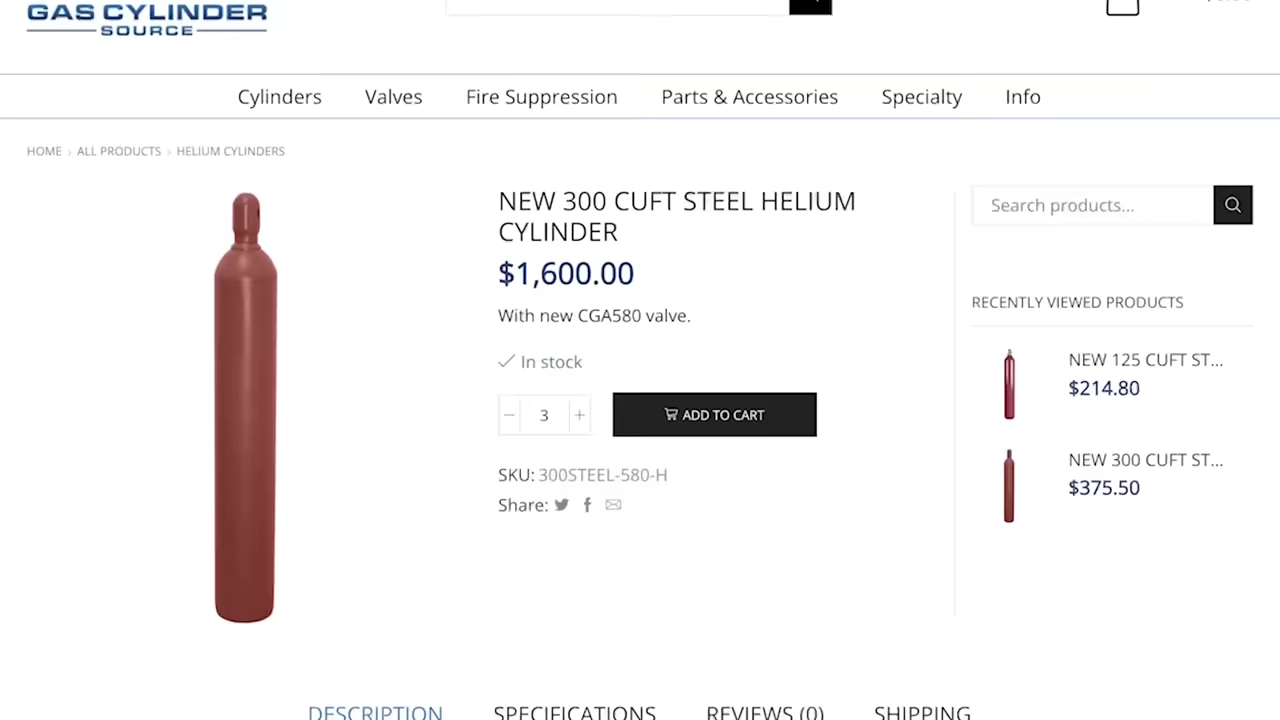 GAS CYLINDER
SOURCE
Cylinders Valves Fire Suppression Parts & Accessories Specialty Info
HOME › ALL PRODUCTS › HELIUM CYLINDERS
NEW 300 CUFT STEEL HELIUM
CYLINDER
$1,600.00
With new CGA580 valve.
In stock
− 3 +
ADD TO CART
SKU: 300STEEL-580-H
Share:
Search products...
RECENTLY VIEWED PRODUCTS
NEW 125 CUFT ST...
$214.80
NEW 300 CUFT ST...
$375.50
DESCRIPTION SPECIFICATIONS REVIEWS (0) SHIPPING